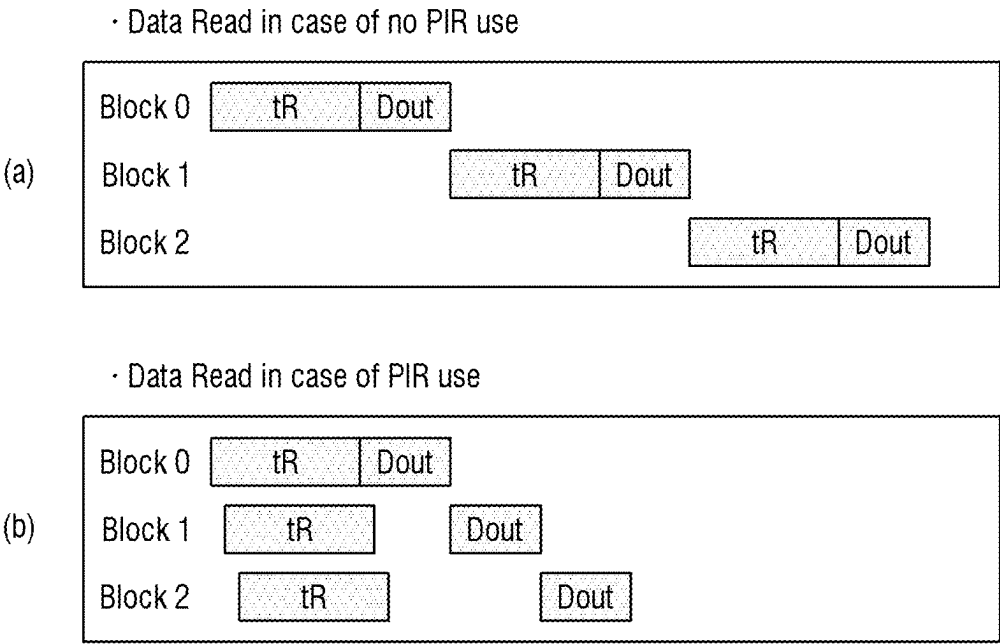 · Data Read in case of no PIR use
Block 0 tR Dout
(a) Block 1 tR Dout
Block 2 tR Dout
· Data Read in case of PIR use
Block 0 tR Dout
(b) Block 1 tR Dout
Block 2 tR Dout